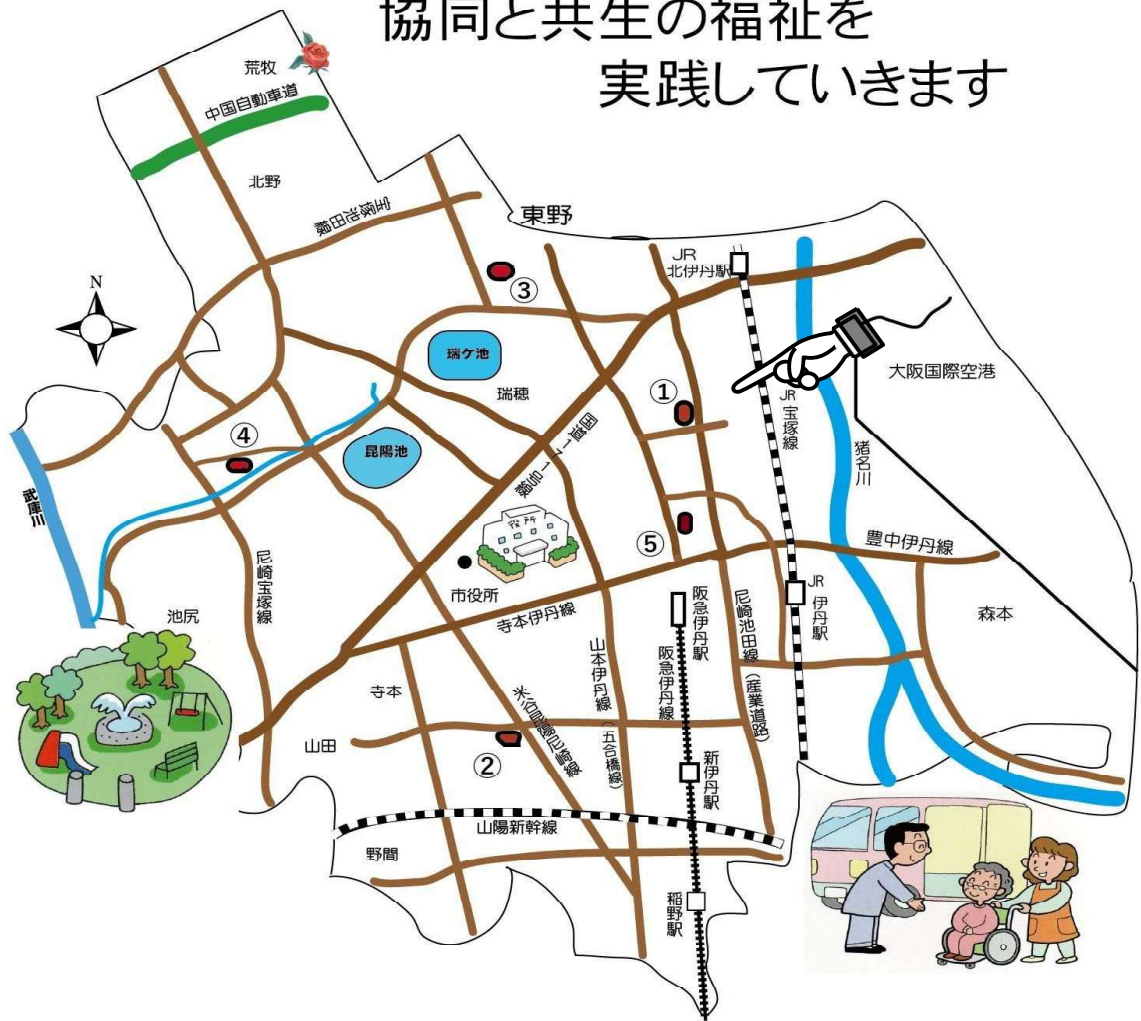 協同と共生の福祉を
実践していきます
荒牧
中国自動車道
北野
宝塚池田線
東野
JR
北伊丹駅
N
③
瑞ケ池
瑞穂
①
大阪国際空港
JR
宝塚線
④
昆陽池
国道171号線
猪名川
武庫川
役所
⑤
豊中伊丹線
市役所
尼崎宝塚線
池尻
寺本伊丹線
阪急伊丹駅
尼崎池田線(産業道路)
JR
伊丹駅
森本
山本伊丹線(五合橋線)
阪急伊丹線
寺本
米谷昆陽尼崎線
山田
②
新伊丹駅
山陽新幹線
野間
稲野駅